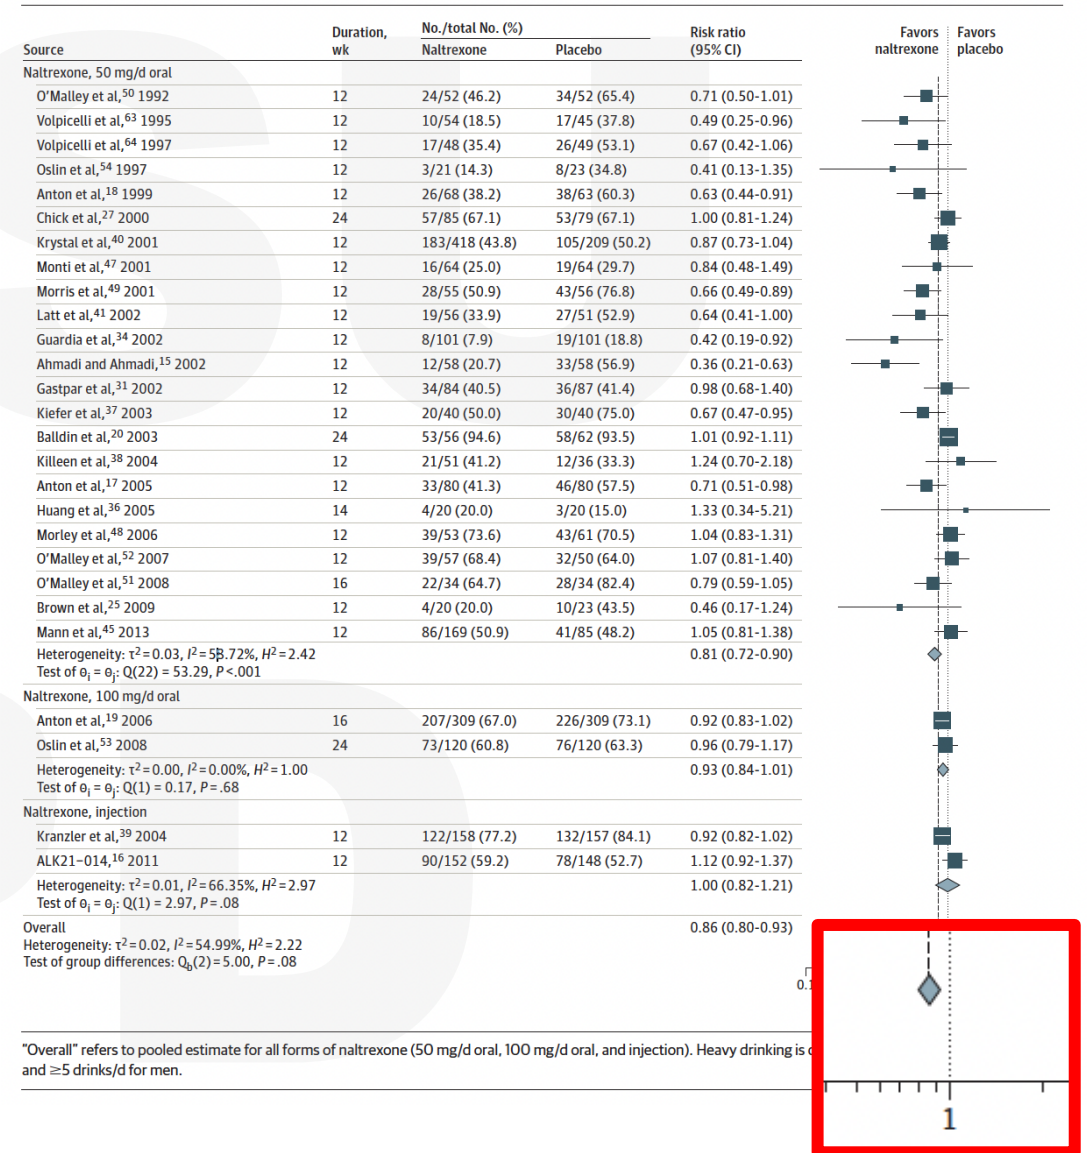 Source Duration, wk No./total No. (%) Naltrexone Placebo Risk ratio (95% CI) Favors naltrexone Favors placebo
Naltrexone, 50 mg/d oral
O'Malley et al,50 1992 12 24/52 (46.2) 34/52 (65.4) 0.71 (0.50-1.01)
Volpicelli et al,63 1995 12 10/54 (18.5) 17/45 (37.8) 0.49 (0.25-0.96)
Volpicelli et al,64 1997 12 17/48 (35.4) 26/49 (53.1) 0.67 (0.42-1.06)
Oslin et al,54 1997 12 3/21 (14.3) 8/23 (34.8) 0.41 (0.13-1.35)
Anton et al,18 1999 12 26/68 (38.2) 38/63 (60.3) 0.63 (0.44-0.91)
Chick et al,27 2000 24 57/85 (67.1) 53/79 (67.1) 1.00 (0.81-1.24)
Krystal et al,40 2001 12 183/418 (43.8) 105/209 (50.2) 0.87 (0.73-1.04)
Monti et al,47 2001 12 16/64 (25.0) 19/64 (29.7) 0.84 (0.48-1.49)
Morris et al,49 2001 12 28/55 (50.9) 43/56 (76.8) 0.66 (0.49-0.89)
Latt et al,41 2002 12 19/56 (33.9) 27/51 (52.9) 0.64 (0.41-1.00)
Guardia et al,34 2002 12 8/101 (7.9) 19/101 (18.8) 0.42 (0.19-0.92)
Ahmadi and Ahmadi,15 2002 12 12/58 (20.7) 33/58 (56.9) 0.36 (0.21-0.63)
Gastpar et al,31 2002 12 34/84 (40.5) 36/87 (41.4) 0.98 (0.68-1.40)
Kiefer et al,37 2003 12 20/40 (50.0) 30/40 (75.0) 0.67 (0.47-0.95)
Balldin et al,20 2003 24 53/56 (94.6) 58/62 (93.5) 1.01 (0.92-1.11)
Killeen et al,38 2004 12 21/51 (41.2) 12/36 (33.3) 1.24 (0.70-2.18)
Anton et al,17 2005 12 33/80 (41.3) 46/80 (57.5) 0.71 (0.51-0.98)
Huang et al,36 2005 14 4/20 (20.0) 3/20 (15.0) 1.33 (0.34-5.21)
Morley et al,48 2006 12 39/53 (73.6) 43/61 (70.5) 1.04 (0.83-1.31)
O'Malley et al,52 2007 12 39/57 (68.4) 32/50 (64.0) 1.07 (0.81-1.40)
O'Malley et al,51 2008 16 22/34 (64.7) 28/34 (82.4) 0.79 (0.59-1.05)
Brown et al,25 2009 12 4/20 (20.0) 10/23 (43.5) 0.46 (0.17-1.24)
Mann et al,45 2013 12 86/169 (50.9) 41/85 (48.2) 1.05 (0.81-1.38)
Heterogeneity: τ2 = 0.03, I2 = 53.72%, H2 = 2.42 0.81 (0.72-0.90)
Test of θi = θj: Q(22) = 53.29, P <.001
Naltrexone, 100 mg/d oral
Anton et al,19 2006 16 207/309 (67.0) 226/309 (73.1) 0.92 (0.83-1.02)
Oslin et al,53 2008 24 73/120 (60.8) 76/120 (63.3) 0.96 (0.79-1.17)
Heterogeneity: τ2 = 0.00, I2 = 0.00%, H2 = 1.00 0.93 (0.84-1.01)
Test of θi = θj: Q(1) = 0.17, P = .68
Naltrexone, injection
Kranzler et al,39 2004 12 122/158 (77.2) 132/157 (84.1) 0.92 (0.82-1.02)
ALK21-014,16 2011 12 90/152 (59.2) 78/148 (52.7) 1.12 (0.92-1.37)
Heterogeneity: τ2 = 0.01, I2 = 66.35%, H2 = 2.97 1.00 (0.82-1.21)
Test of θi = θj: Q(1) = 2.97, P = .08
Overall 0.86 (0.80-0.93)
Heterogeneity: τ2 = 0.02, I2 = 54.99%, H2 = 2.22
Test of group differences: Qb(2) = 5.00, P = .08
0.1
1
"Overall" refers to pooled estimate for all forms of naltrexone (50 mg/d oral, 100 mg/d oral, and injection). Heavy drinking is
and ≥5 drinks/d for men.